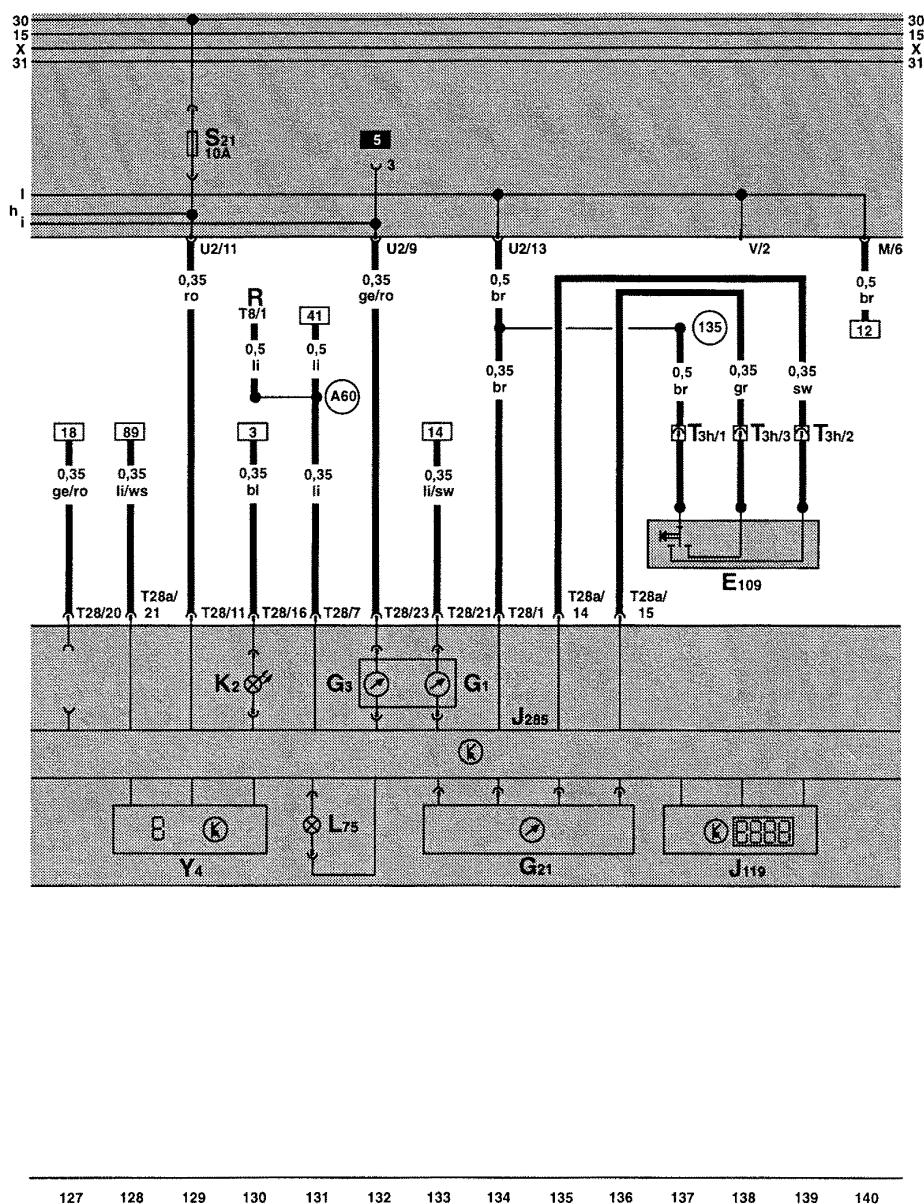 30 30
15 15
X X
31 31
S21
10A
5
3
l
h
i
U2/11 U2/9 U2/13 V/2 M/6
0,35 ro
0,35 ge/ro
0,5 br
0,5 br
12
R
T8/1
0,5 li
41
0,5 li
A60
135
0,35 br
0,5 br
0,35 gr
0,35 sw
T3h/1 T3h/3 T3h/2
18 89 3 14
0,35 ge/ro
0,35 li/ws
0,35 bl
0,35 li
0,35 li/sw
E109
T28/20 T28a/21 T28/11 T28/16 T28/7 T28/23 T28/21 T28/1 T28a/14 T28a/15
K2 G3 G1
J285
L75
Y4 G21 J119
8 8888
127 128 129 130 131 132 133 134 135 136 137 138 139 140